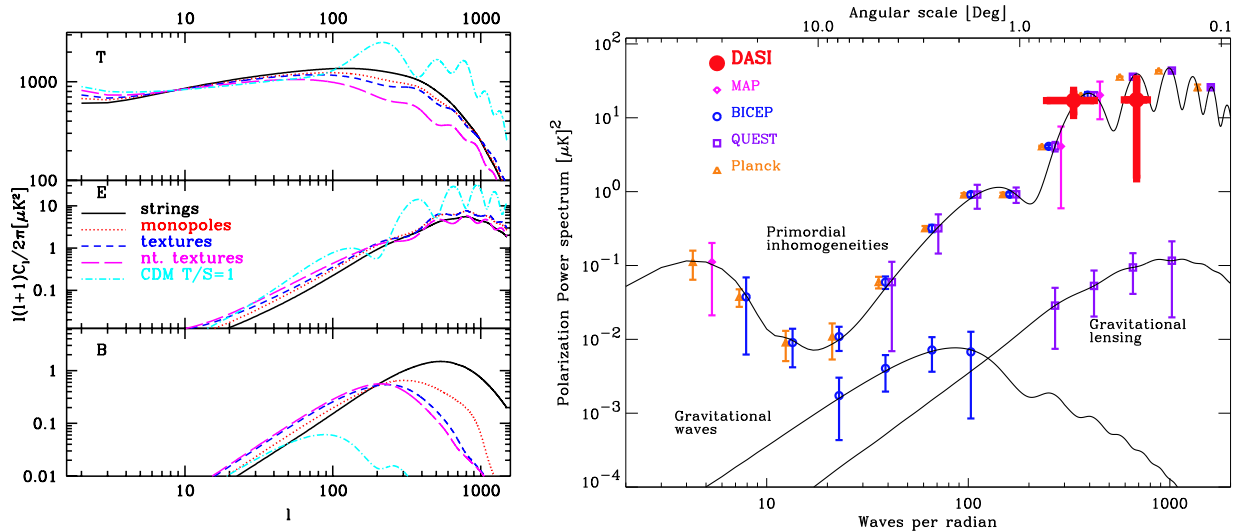 10 100 1000
T
1000
100
l(l+1)Cₗ/2π[μK²]
E
10
1
0.1
strings
monopoles
textures
nt. textures
CDM T/S=1
B
1
0.1
0.01
10 100 1000
l
Angular scale [Deg]
10.0 1.0 0.1
Polarization Power spectrum [μK]²
10²
10¹
10⁰
10⁻¹
10⁻²
10⁻³
10⁻⁴
DASI
MAP
BICEP
QUEST
Planck
Primordial
inhomogeneities
Gravitational
lensing
Gravitational
waves
10 100 1000
Waves per radian